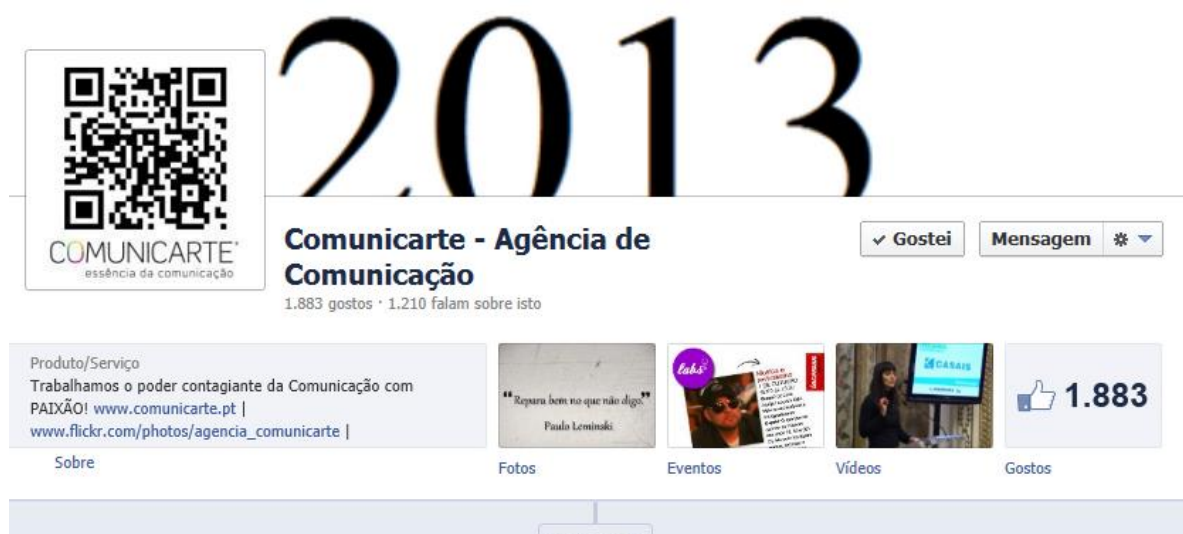 2013
COMUNICARTE
essência da comunicação
Comunicarte - Agência de
Comunicação
1.883 gostos · 1.210 falam sobre isto
✓ Gostei
Mensagem
Produto/Serviço
Trabalhamos o poder contagiante da Comunicação com
PAIXÃO! www.comunicarte.pt |
www.flickr.com/photos/agencia_comunicarte |
Sobre
"Repara bem no que não digo."
Paulo Leminski
Fotos
labs
Eventos
CASAIS
Vídeos
1.883
Gostos